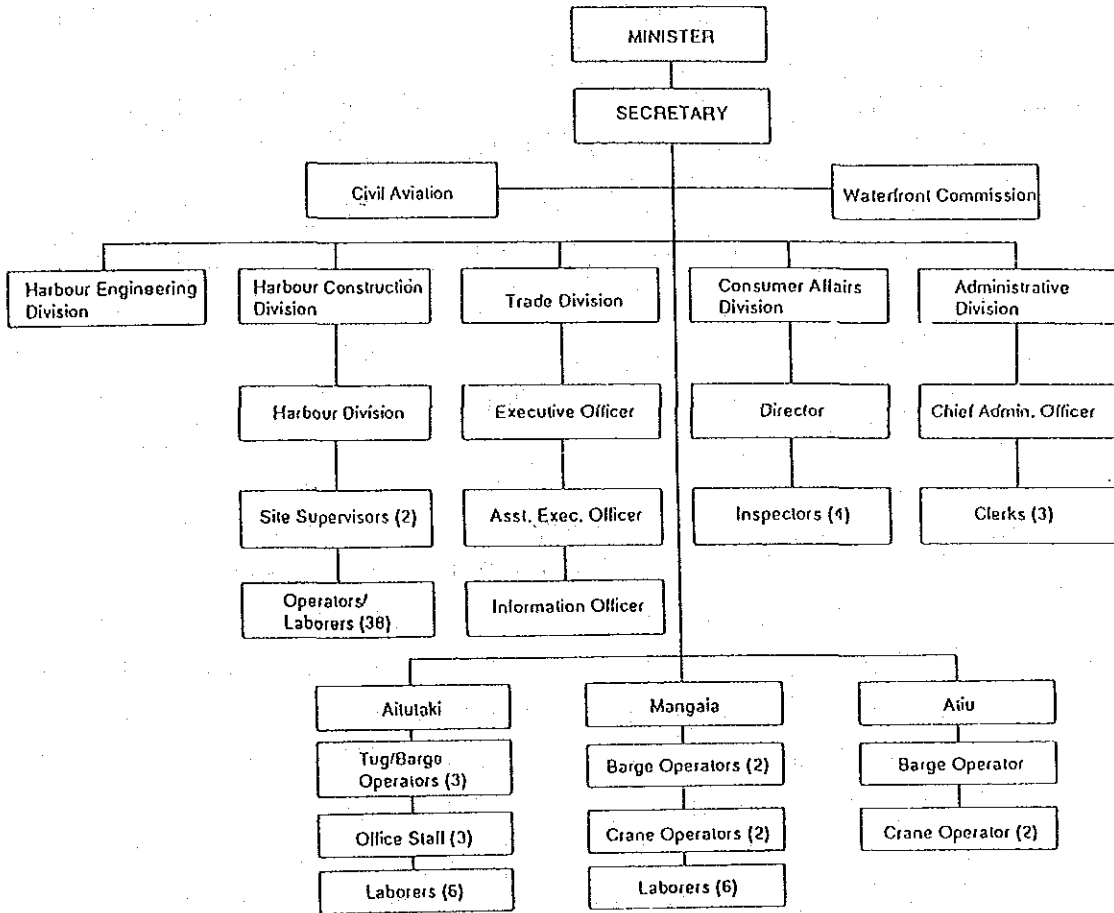 MINISTER
SECRETARY
Civil Aviation
Waterfront Commission
Harbour Engineering
Division
Harbour Construction
Division
Trade Division
Consumer Affairs
Division
Administrative
Division
Harbour Division
Executive Officer
Director
Chief Admin. Officer
Site Supervisors (2)
Asst. Exec. Officer
Inspectors (4)
Clerks (3)
Operators/
Laborers (38)
Information Officer
Aitutaki
Mangaia
Atiu
Tug/Barge
Operators (3)
Barge Operators (2)
Barge Operator
Office Staff (3)
Crane Operators (2)
Crane Operator (2)
Laborers (6)
Laborers (6)